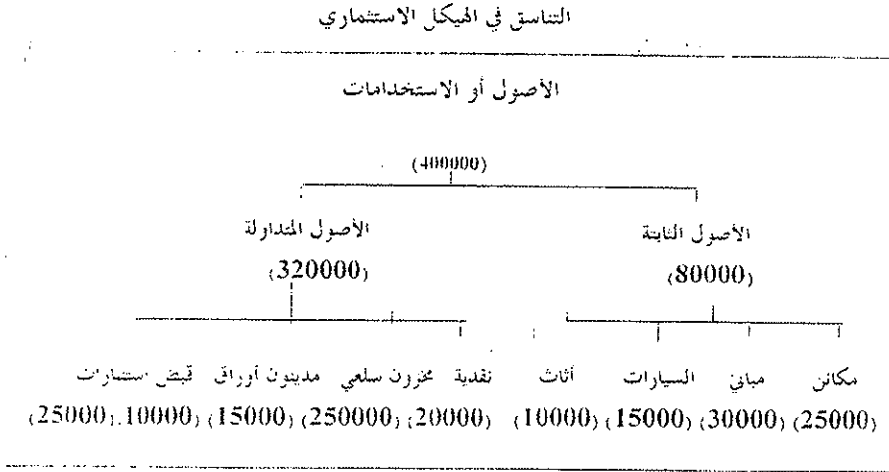 التناسق في الهيكل الاستثماري
الأصول أو الاستخدامات
(400000)
الأصول الثابتة الأصول المتداولة
(80000) (320000)
مكائن مباني السيارات أثاث نقدية مخزون سلعي مدينون أوراق قبض استثمارات
(25000) (30000) (15000) (10000) (20000) (250000) (15000) (10000) (25000)